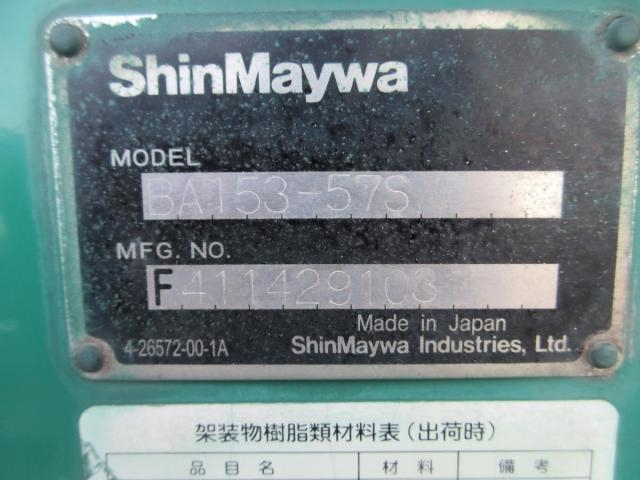 ShinMaywa
MODEL
BA153-57S
MFG. NO.
F411429103
Made in Japan
4-26572-00-1A
ShinMaywa Industries, Ltd.
架装物樹脂類材料表(出荷時)
品目名 材料 備考